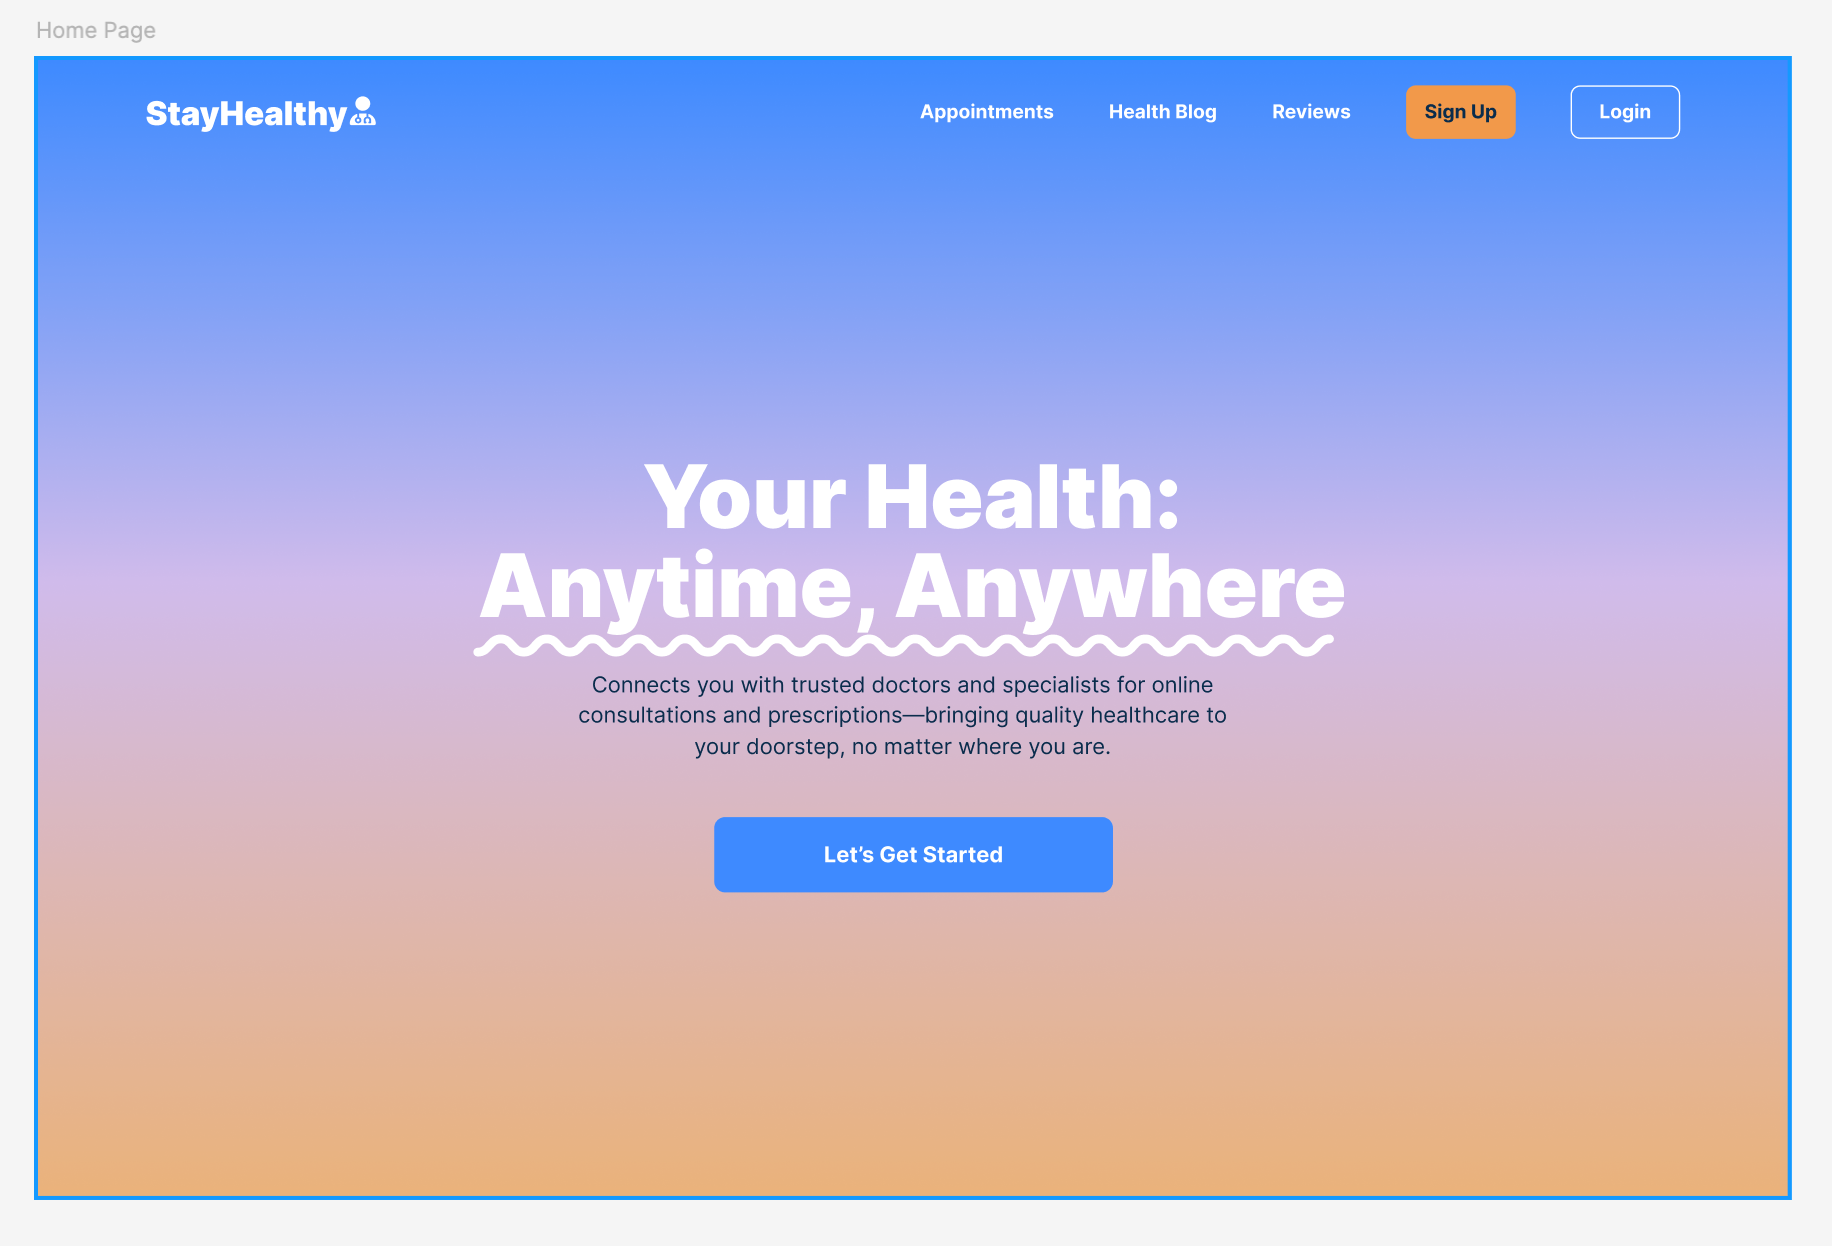 Home Page
StayHealthy
Appointments
Health Blog
Reviews
Sign Up
Login
Your Health:
Anytime, Anywhere
Connects you with trusted doctors and specialists for online
consultations and prescriptions—bringing quality healthcare to
your doorstep, no matter where you are.
Let’s Get Started